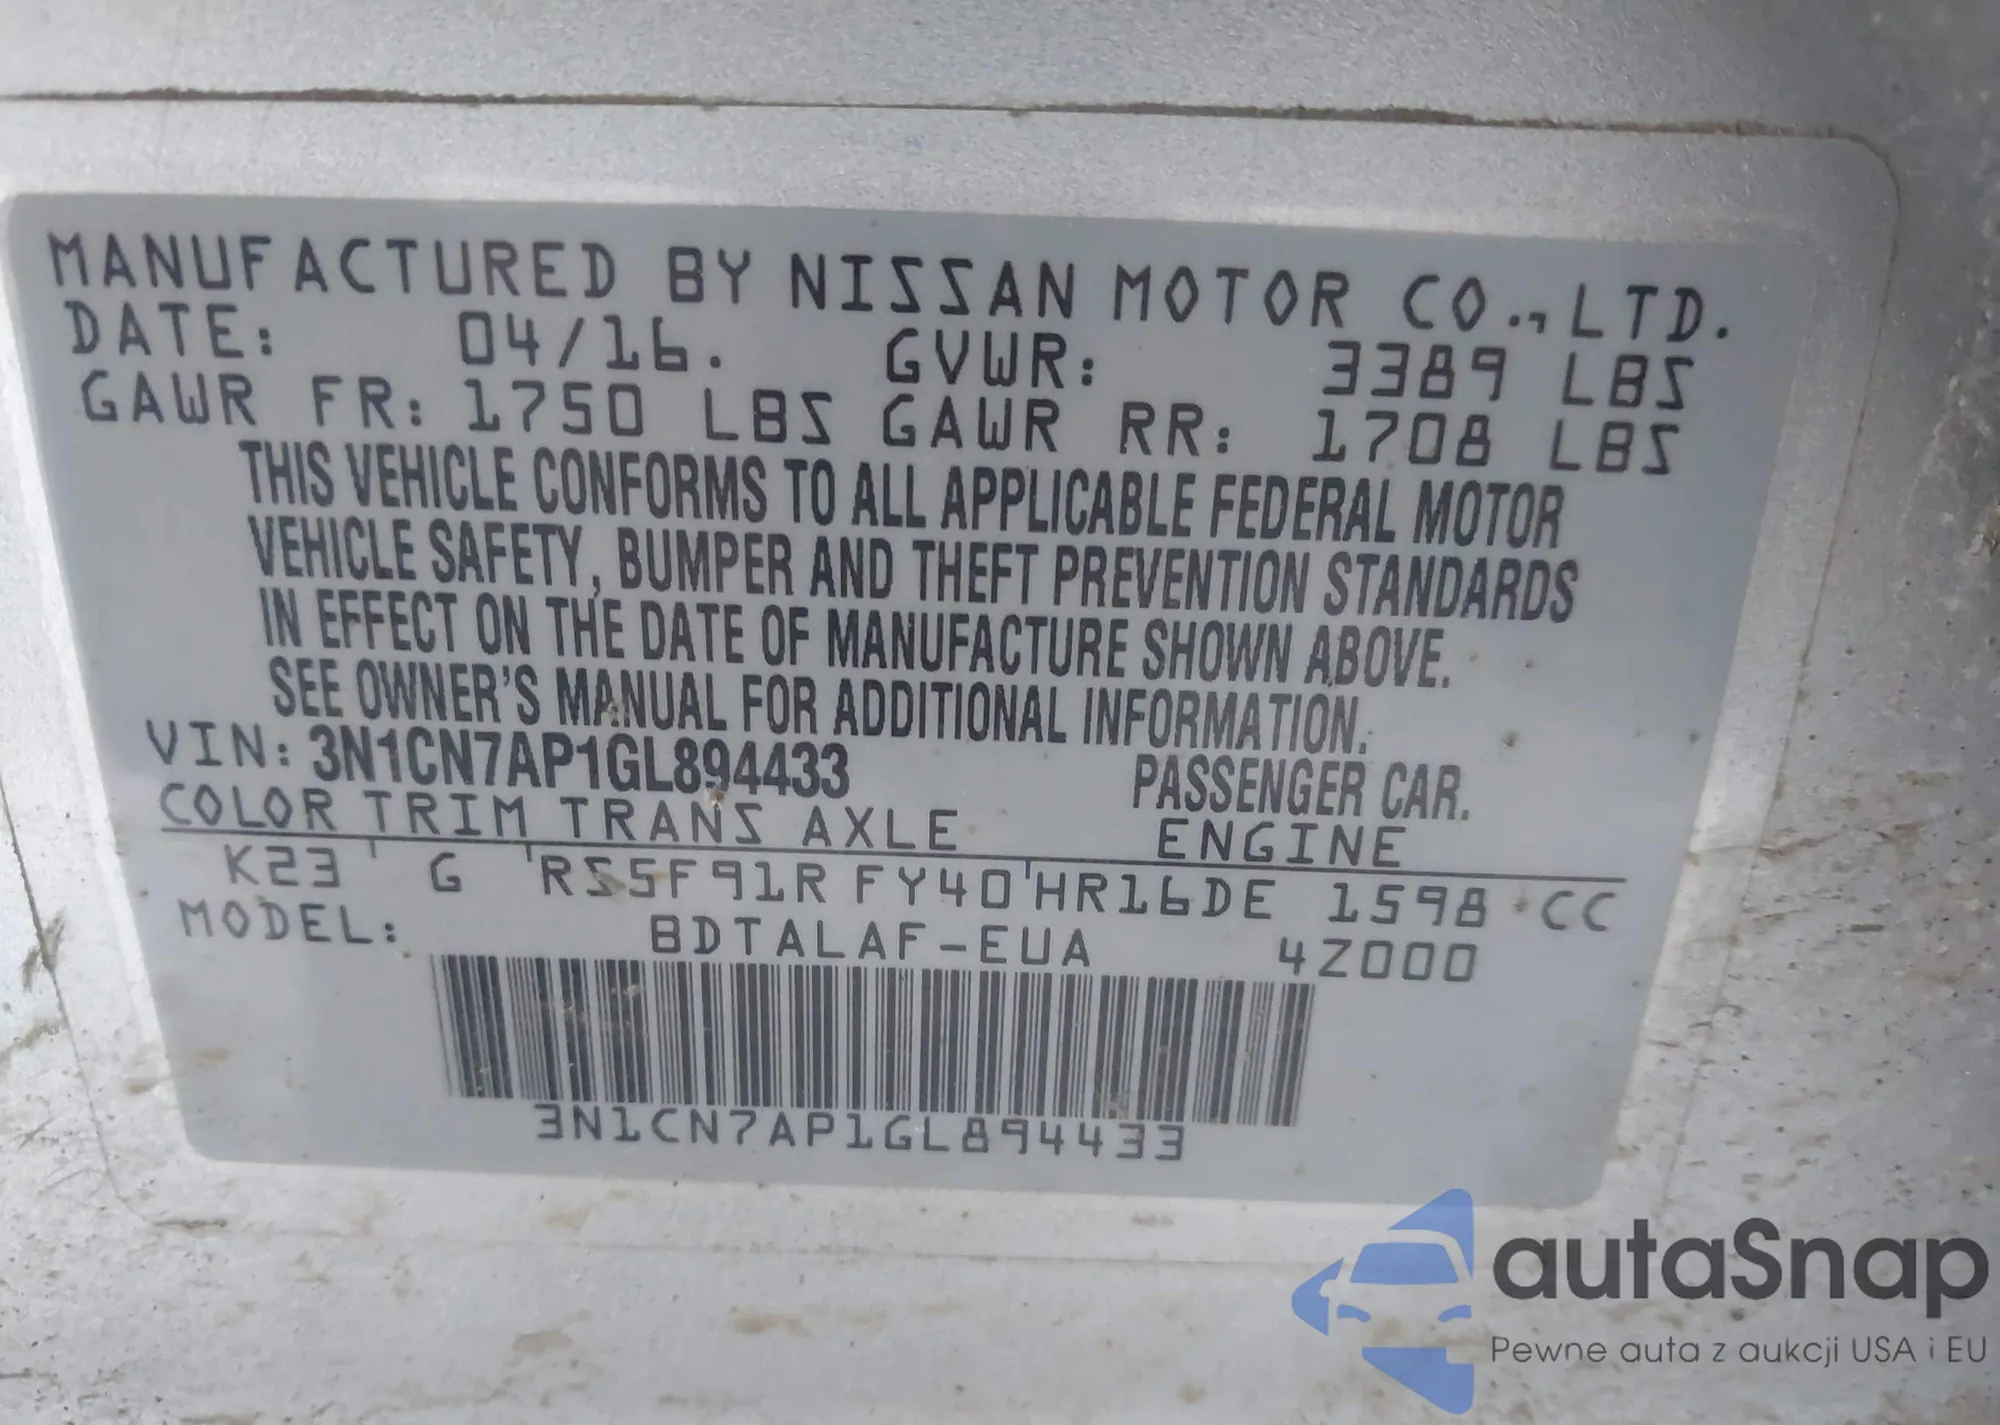 MANUFACTURED BY NISSAN MOTOR CO.,LTD.
DATE: 04/16. GVWR: 3389 LBS
GAWR FR: 1750 LBS GAWR RR: 1708 LBS
THIS VEHICLE CONFORMS TO ALL APPLICABLE FEDERAL MOTOR
VEHICLE SAFETY, BUMPER AND THEFT PREVENTION STANDARDS
IN EFFECT ON THE DATE OF MANUFACTURE SHOWN ABOVE.
SEE OWNER'S MANUAL FOR ADDITIONAL INFORMATION.
VIN: 3N1CN7AP1GL894433 PASSENGER CAR.
COLOR TRIM TRANS AXLE ENGINE
K23 G RS5F91R FY40 HR16DE 1598 CC
MODEL: BDTALAF-EUA 4Z000
3N1CN7AP1GL894433
autaSnap
Pewne auta z aukcji USA i EU